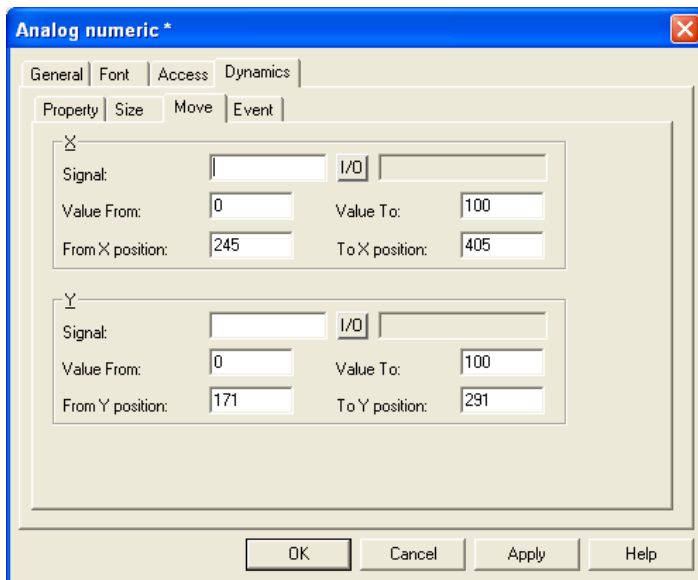 Analog numeric *
General Font Access Dynamics
Property Size Move Event
X
Signal: I/O
Value From: 0 Value To: 100
From X position: 245 To X position: 405
Y
Signal: I/O
Value From: 0 Value To: 100
From Y position: 171 To Y position: 291
OK Cancel Apply Help